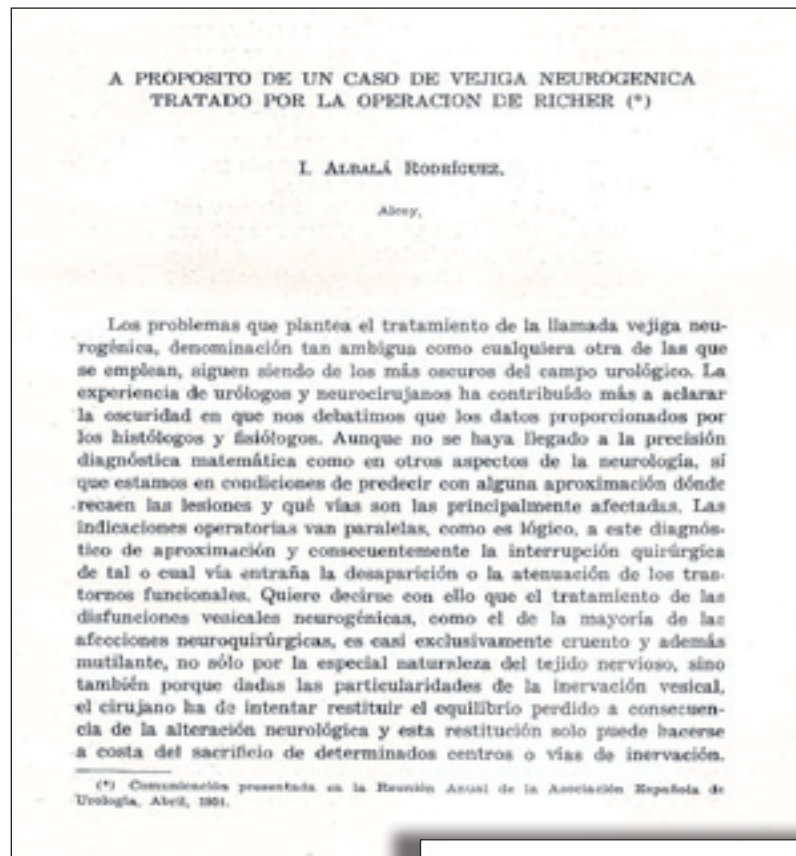 A PROPOSITO DE UN CASO DE VEJIGA NEUROGENICA
TRATADO POR LA OPERACION DE RICHER (*)
I. ALBALÁ RODRÍGUEZ.
Alcoy,
Los problemas que plantea el tratamiento de la llamada vejiga neu-
rogénica, denominación tan ambigua como cualquiera otra de las que
se emplean, siguen siendo de los más oscuros del campo urológico. La
experiencia de urólogos y neurocirujanos ha contribuído más a aclarar
la oscuridad en que nos debatimos que los datos proporcionados por
los histólogos y fisiólogos. Aunque no se haya llegado a la precisión
diagnóstica matemática como en otros aspectos de la neurología, sí
que estamos en condiciones de predecir con alguna aproximación dónde
recaen las lesiones y qué vías son las principalmente afectadas. Las
indicaciones operatorias van paralelas, como es lógico, a este diagnós-
tico de aproximación y consecuentemente la interrupción quirúrgica
de tal o cual vía entraña la desaparición o la atenuación de los tras-
tornos funcionales. Quiere decirse con ello que el tratamiento de las
disfunciones vesicales neurogénicas, como el de la mayoría de las
afecciones neuroquirúrgicas, es casi exclusivamente cruento y además
mutilante, no sólo por la especial naturaleza del tejido nervioso, sino
también porque dadas las particularidades de la inervación vesical,
el cirujano ha de intentar restituir el equilibrio perdido a consecuen-
cia de la alteración neurológica y esta restitución solo puede hacerse
a costa del sacrificio de determinados centros o vías de inervación.
(*) Comunicación presentada en la Reunión Anual de la Asociación Española de
Urología, Abril,